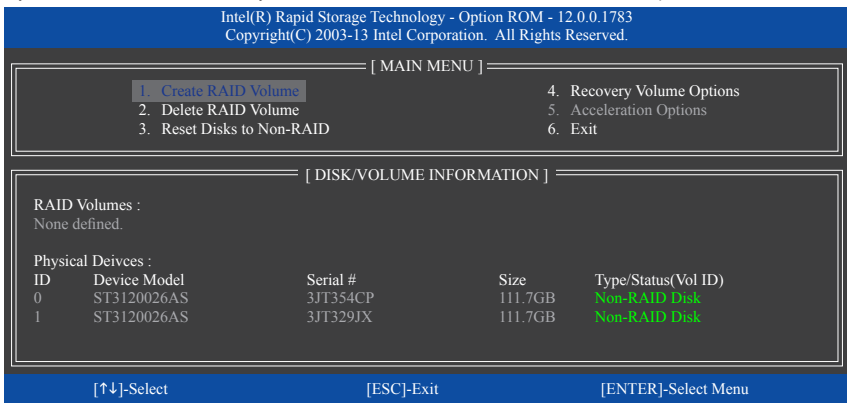 Intel(R) Rapid Storage Technology - Option ROM - 12.0.0.1783
Copyright(C) 2003-13 Intel Corporation.  All Rights Reserved.
[ MAIN MENU ]
1. Create RAID Volume
2. Delete RAID Volume
3. Reset Disks to Non-RAID
4. Recovery Volume Options
5. Acceleration Options
6. Exit
[ DISK/VOLUME INFORMATION ]
RAID Volumes :
None defined.
Physical Deivces :
ID Device Model Serial # Size Type/Status(Vol ID)
0 ST3120026AS 3JT354CP 111.7GB Non-RAID Disk
1 ST3120026AS 3JT329JX 111.7GB Non-RAID Disk
[↑↓]-Select [ESC]-Exit [ENTER]-Select Menu